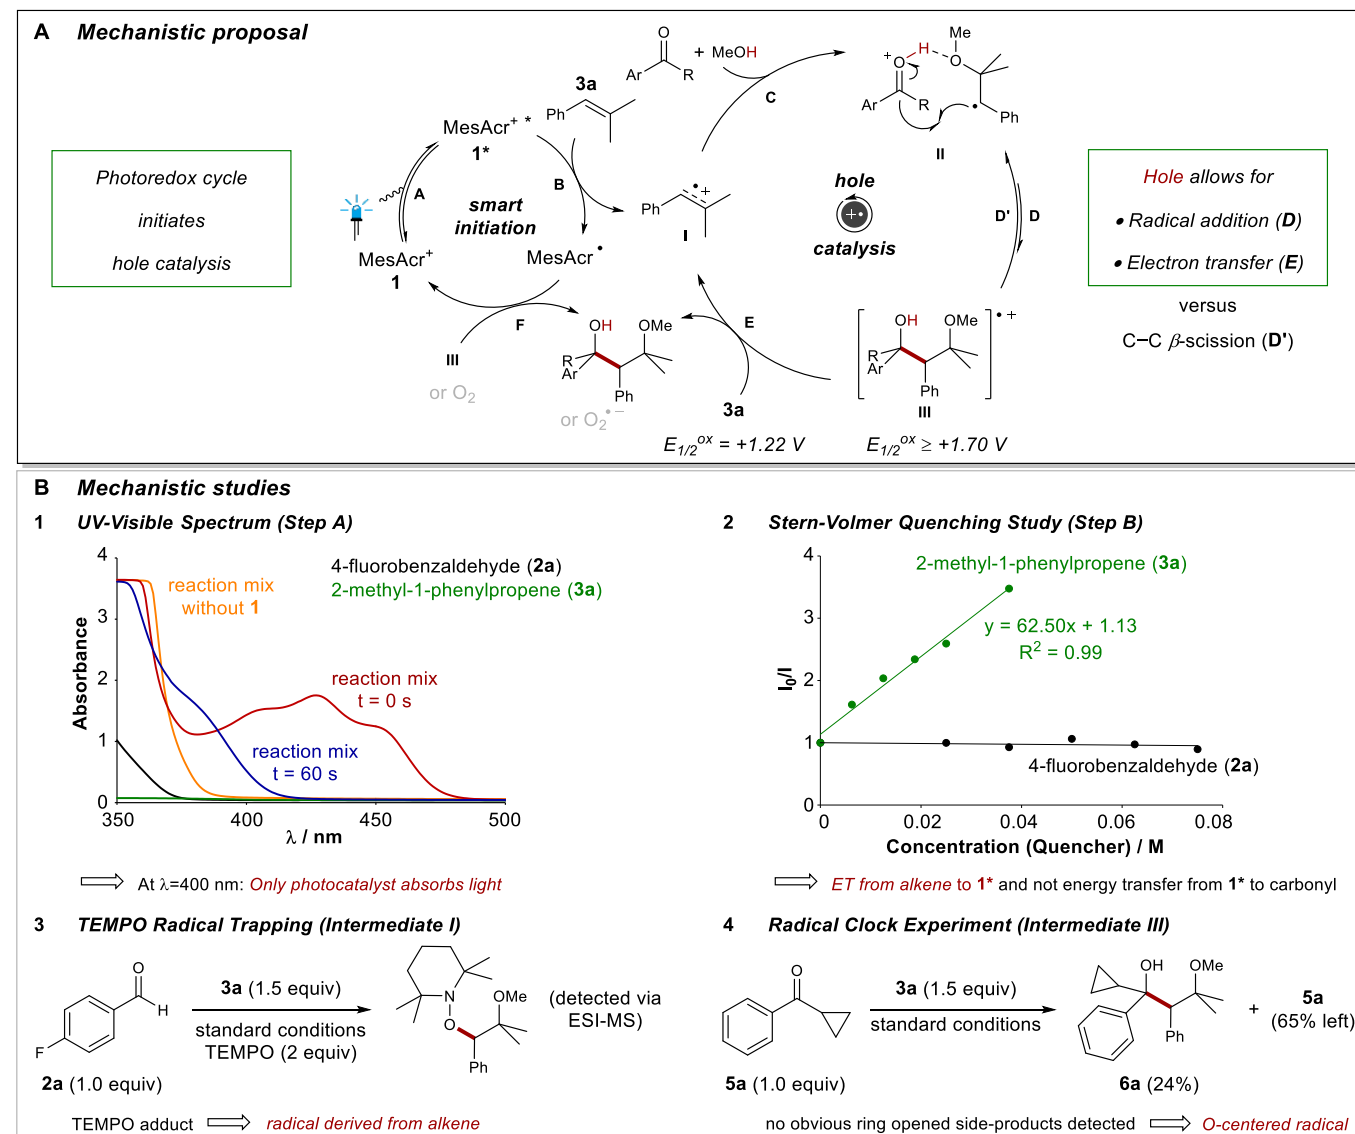 A Mechanistic proposal
Photoredox cycle
initiates
hole catalysis
MesAcr+ *
1*
A
MesAcr+
1
smart
initiation
3a
Ph
O
Ar R
+ MeOH
B
MesAcr•
F
III
or O2
or O2•−
Ph
•+
I
C
hole
+•
catalysis
+
O H
Me
O
Ar R
•
Ph
II
D' D
OH OMe
R
Ar
Ph
E
3a
E1/2ox = +1.22 V
OH OMe
R
Ar
Ph
•+
III
E1/2ox ≥ +1.70 V
Hole allows for
• Radical addition (D)
• Electron transfer (E)
versus
C–C β-scission (D')
B Mechanistic studies
1 UV-Visible Spectrum (Step A)
4-fluorobenzaldehyde (2a)
2-methyl-1-phenylpropene (3a)
reaction mix
without 1
reaction mix
t = 0 s
reaction mix
t = 60 s
Absorbance
4
3
2
1
0
350 400 450 500
λ / nm
At λ=400 nm: Only photocatalyst absorbs light
2 Stern-Volmer Quenching Study (Step B)
2-methyl-1-phenylpropene (3a)
y = 62.50x + 1.13
R2 = 0.99
4-fluorobenzaldehyde (2a)
I0/I
4
3
2
1
0
0 0.02 0.04 0.06 0.08
Concentration (Quencher) / M
ET from alkene to 1* and not energy transfer from 1* to carbonyl
3 TEMPO Radical Trapping (Intermediate I)
O
H
F
2a (1.0 equiv)
3a (1.5 equiv)
standard conditions
TEMPO (2 equiv)
N
O
OMe
Ph
(detected via
ESI-MS)
TEMPO adduct radical derived from alkene
4 Radical Clock Experiment (Intermediate III)
O
5a (1.0 equiv)
3a (1.5 equiv)
standard conditions
OH OMe
Ph
6a (24%)
+
5a
(65% left)
no obvious ring opened side-products detected O-centered radical